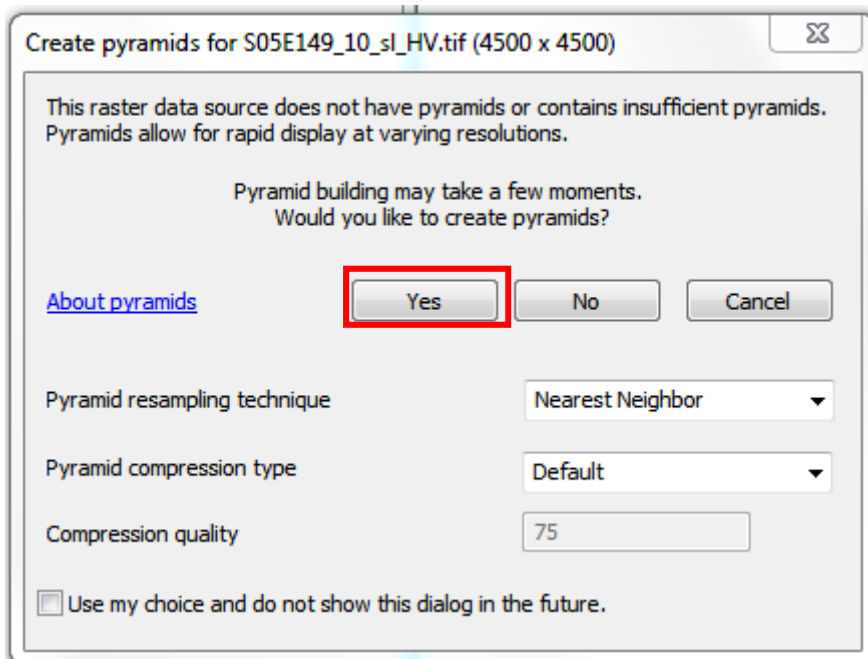 Create pyramids for S05E149_10_sl_HV.tif (4500 x 4500)
This raster data source does not have pyramids or contains insufficient pyramids.
Pyramids allow for rapid display at varying resolutions.
Pyramid building may take a few moments.
Would you like to create pyramids?
About pyramids Yes No Cancel
Pyramid resampling technique Nearest Neighbor
Pyramid compression type Default
Compression quality 75
Use my choice and do not show this dialog in the future.